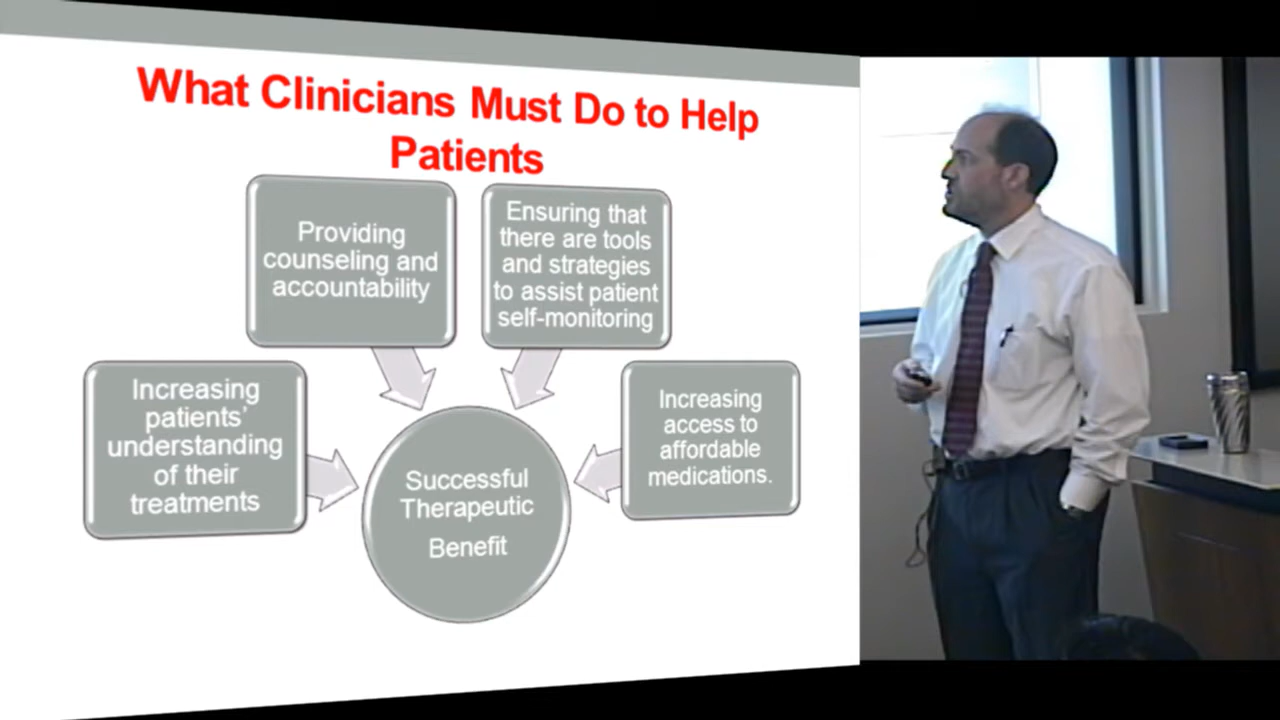 What Clinicians Must Do to Help
Patients
Providing
counseling and
accountability
Ensuring that
there are tools
and strategies
to assist patient
self-monitoring
Increasing
patients’
understanding
of their
treatments
Increasing
access to
affordable
medications.
Successful
Therapeutic
Benefit